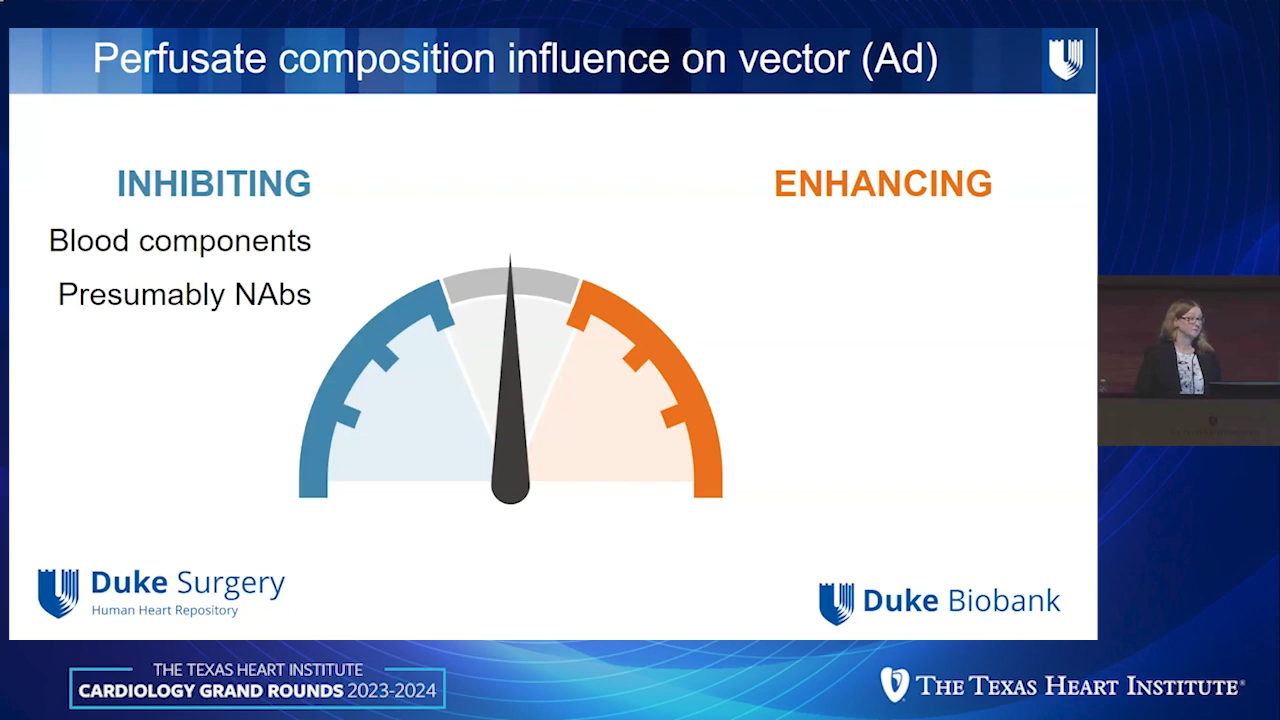 Perfusate composition influence on vector (Ad)
INHIBITING
Blood components
Presumably NAbs
ENHANCING
Duke Surgery
Human Heart Repository
Duke Biobank
THE TEXAS HEART INSTITUTE
CARDIOLOGY GRAND ROUNDS 2023-2024
THE TEXAS HEART INSTITUTE®